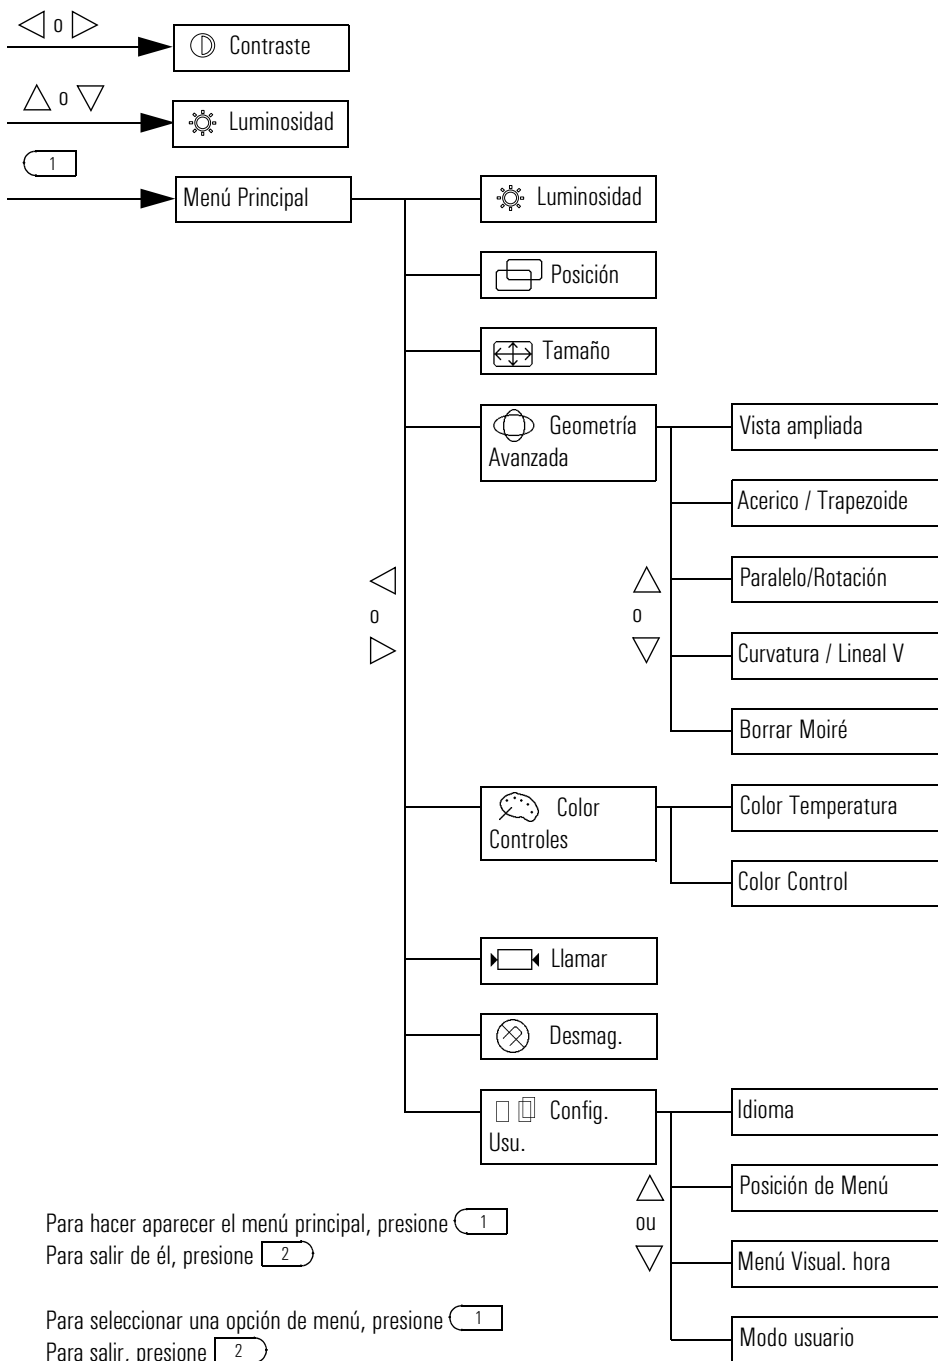 o
Contraste
o
Luminosidad
1
Menú Principal
Luminosidad
Posición
Tamaño
Geometría
Avanzada
Vista ampliada
Acerico / Trapezoide
o
o
Paralelo/Rotación
Curvatura / Lineal V
Borrar Moiré
Color
Controles
Color Temperatura
Color Control
Llamar
Desmag.
Config.
Usu.
Idioma
Posición de Menú
ou
Menú Visual. hora
Modo usuario
Para hacer aparecer el menú principal, presione 1
Para salir de él, presione 2
Para seleccionar una opción de menú, presione 1
Para salir, presione 2